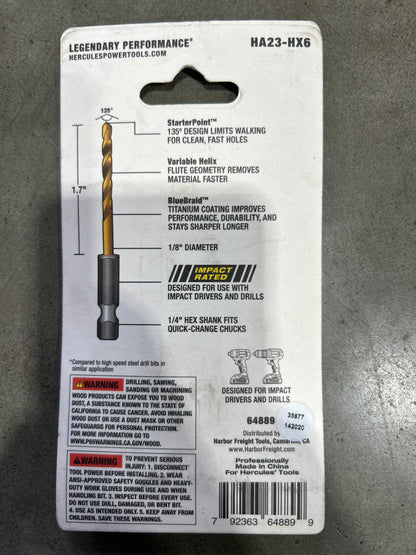 LEGENDARY PERFORMANCE*
HERCULESPOWERTOOLS.COM
HA23-HX6
135°
1.7"
StarterPoint™
135° DESIGN LIMITS WALKING
FOR CLEAN, FAST HOLES
Variable Helix
FLUTE GEOMETRY REMOVES
MATERIAL FASTER
BlueBraid™
TITANIUM COATING IMPROVES
PERFORMANCE, DURABILITY, AND
STAYS SHARPER LONGER
1/8" DIAMETER
IMPACT
RATED
DESIGNED FOR USE WITH
IMPACT DRIVERS AND DRILLS
1/4" HEX SHANK FITS
QUICK-CHANGE CHUCKS
*Compared to high speed steel drill bits in
similar application
WARNING DRILLING, SAWING,
SANDING OR MACHINING
WOOD PRODUCTS CAN EXPOSE YOU TO WOOD
DUST, A SUBSTANCE KNOWN TO THE STATE OF
CALIFORNIA TO CAUSE CANCER. AVOID INHALING
WOOD DUST OR USE A DUST MASK OR OTHER
SAFEGUARDS FOR PERSONAL PROTECTION.
FOR MORE INFORMATION GO TO
WWW.P65WARNINGS.CA.GOV/WOOD.
WARNING TO PREVENT SERIOUS
INJURY: 1. DISCONNECT
TOOL POWER BEFORE INSTALLING. 2. WEAR
ANSI-APPROVED SAFETY GOGGLES AND HEAVY-
DUTY WORK GLOVES DURING USE AND WHEN
HANDLING BIT. 3. INSPECT BEFORE EVERY USE.
DO NOT USE DULL, DAMAGED, OR BENT BIT.
4. USE AS INTENDED ONLY. 5. KEEP AWAY FROM
CHILDREN. SAVE THESE WARNINGS.
DESIGNED FOR IMPACT
DRIVERS AND DRILLS
64889
35677
142020
Distributed by
Harbor Freight Tools, Camarillo, CA
HarborFreight.com
Professionally
Made in China
For Hercules® Tools
7 92363 64889 9